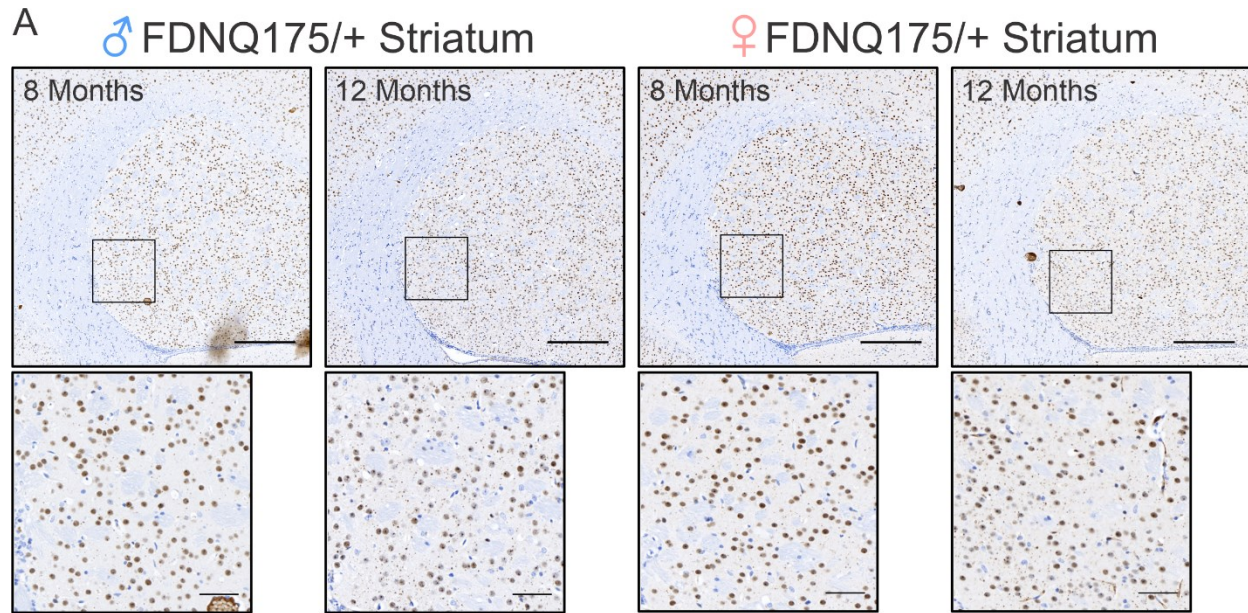 A
♂ FDNQ175/+ Striatum
♀ FDNQ175/+ Striatum
8 Months
12 Months
8 Months
12 Months